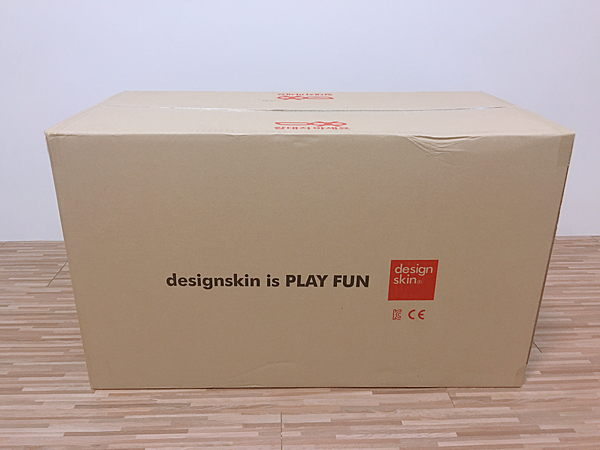 designskin is PLAY FUN
design
skin®
CE